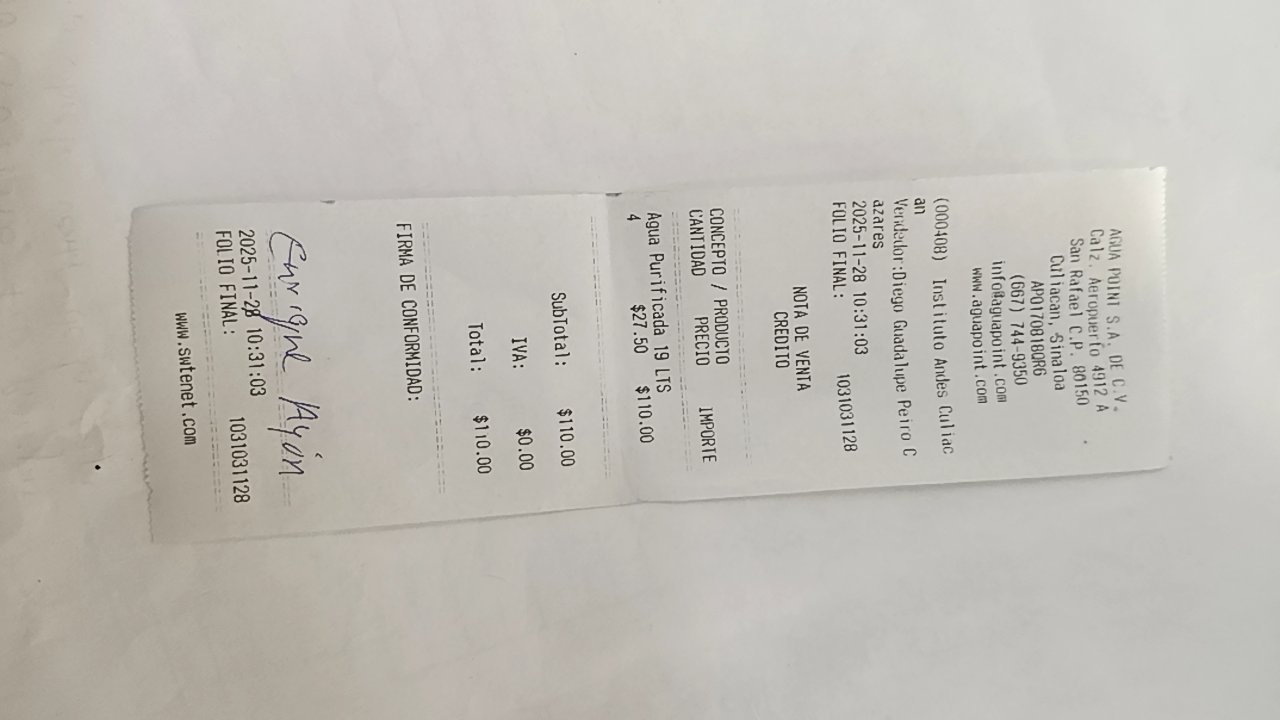 AGUA POINT S.A. DE C.V.
Calz. Aeropuerto 4912 A
San Rafael C.P. 80150
Culiacan, Sinaloa
APO170818QR6
(667) 744-9350
info@aguapoint.com
www.aguapoint.com
(000408) Instituto Andes Culiac
an
Vendedor:Diego Guadalupe Peiro C
azares
2025-11-28 10:31:03
FOLIO FINAL: 1031031128
NOTA DE VENTA
CREDITO
CONCEPTO / PRODUCTO
CANTIDAD PRECIO IMPORTE
Agua Purificada 19 LTS
4 $27.50 $110.00
SubTotal: $110.00
IVA: $0.00
Total: $110.00
FIRMA DE CONFORMIDAD:
Enrique Ayón
2025-11-28 10:31:03
FOLIO FINAL: 1031031128
www.swtenet.com